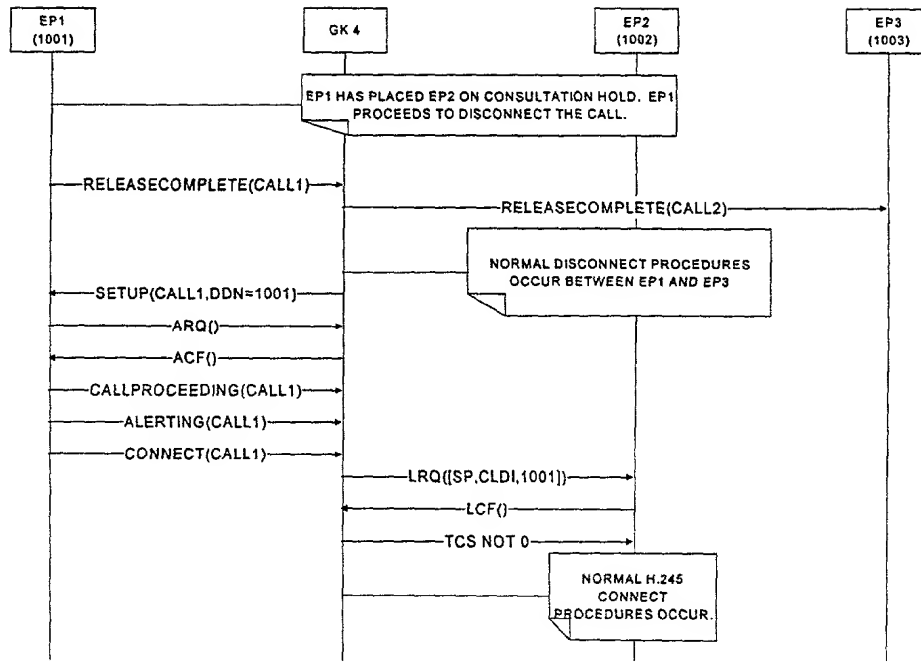 EP1
(1001)
GK 4
EP2
(1002)
EP3
(1003)
EP1 HAS PLACED EP2 ON CONSULTATION HOLD. EP1
PROCEEDS TO DISCONNECT THE CALL.
RELEASECOMPLETE(CALL1)
RELEASECOMPLETE(CALL2)
NORMAL DISCONNECT PROCEDURES
OCCUR BETWEEN EP1 AND EP3
SETUP(CALL1,DDN=1001)
ARQ()
ACF()
CALLPROCEEDING(CALL1)
ALERTING(CALL1)
CONNECT(CALL1)
LRQ([SP,CLDI,1001])
LCF()
TCS NOT 0
NORMAL H.245
CONNECT
PROCEDURES OCCUR.